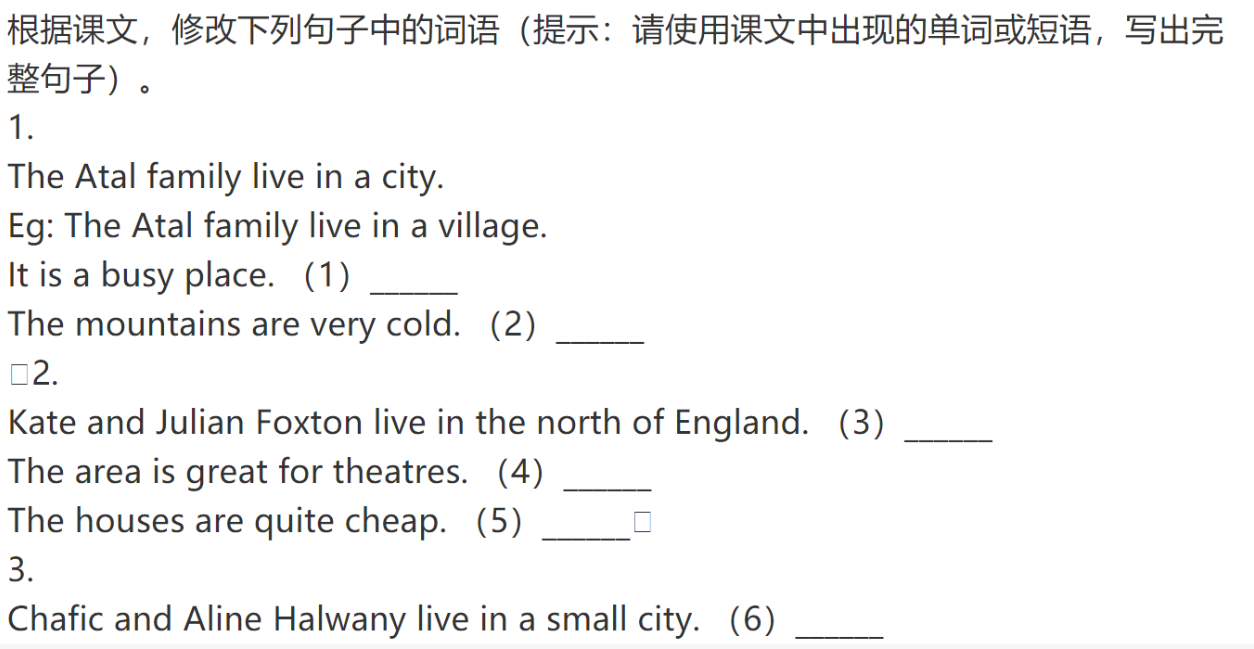 根据课文，修改下列句子中的词语（提示：请使用课文中出现的单词或短语，写出完
整句子）。
1.
The Atal family live in a city.
Eg: The Atal family live in a village.
It is a busy place. （1）______
The mountains are very cold. （2）______
□2.
Kate and Julian Foxton live in the north of England. （3）______
The area is great for theatres. （4）______
The houses are quite cheap. （5）______□
3.
Chafic and Aline Halwany live in a small city. （6）______